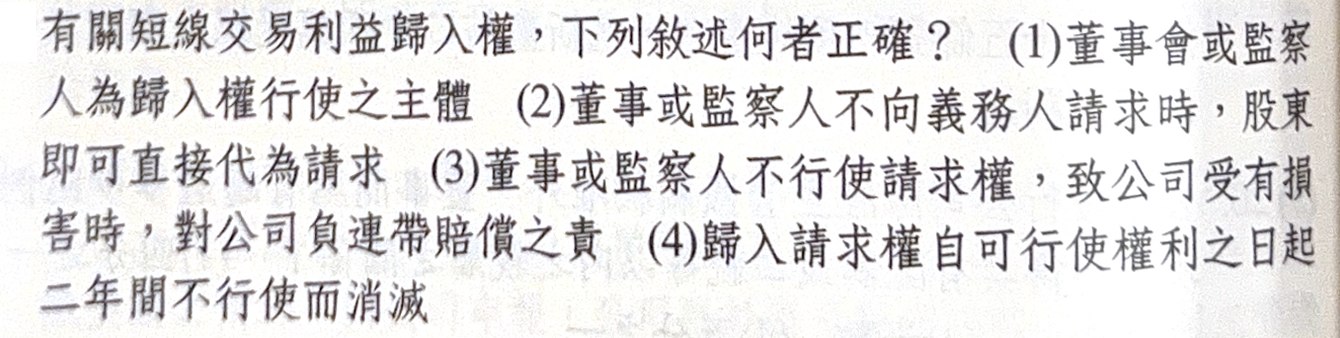 有關短線交易利益歸入權，下列敘述何者正確？　(1)董事會或監察
人為歸入權行使之主體　(2)董事或監察人不向義務人請求時，股東
即可直接代為請求　(3)董事或監察人不行使請求權，致公司受有損
害時，對公司負連帶賠償之責　(4)歸入請求權自可行使權利之日起
二年間不行使而消滅